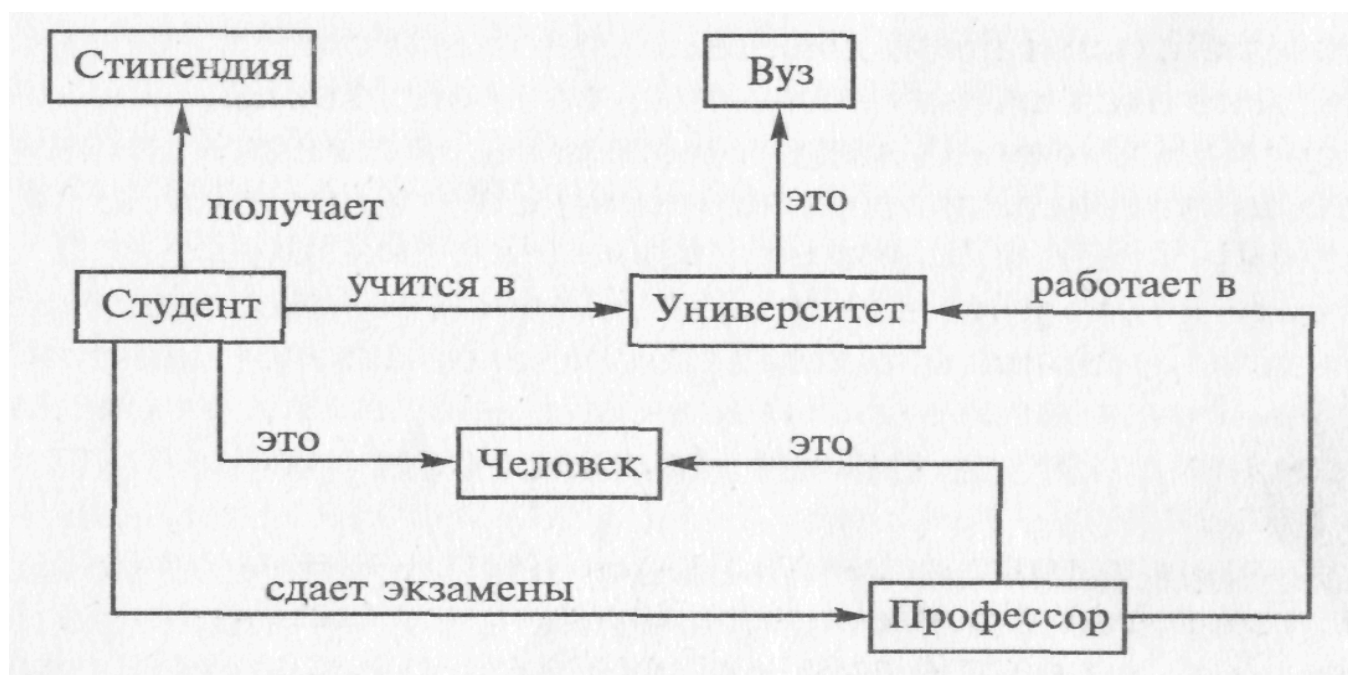 Стипендия
Вуз
получает
это
Студент
учится в
Университет
работает в
это
Человек
это
сдает экзамены
Профессор